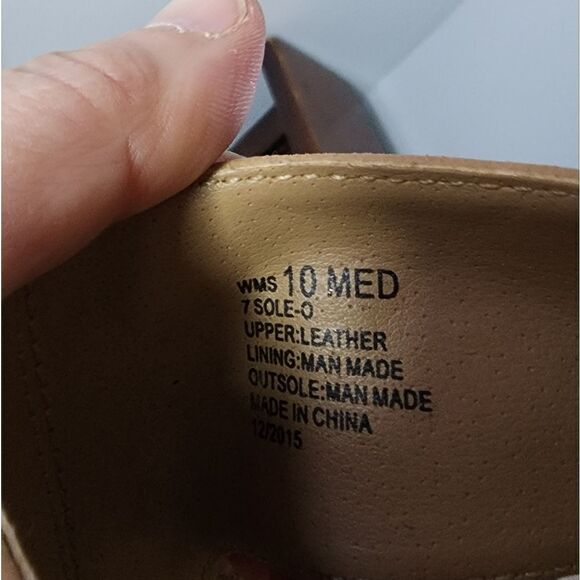 WMS 10 MED
7 SOLE-O
UPPER:LEATHER
LINING:MAN MADE
OUTSOLE:MAN MADE
MADE IN CHINA
12/2015